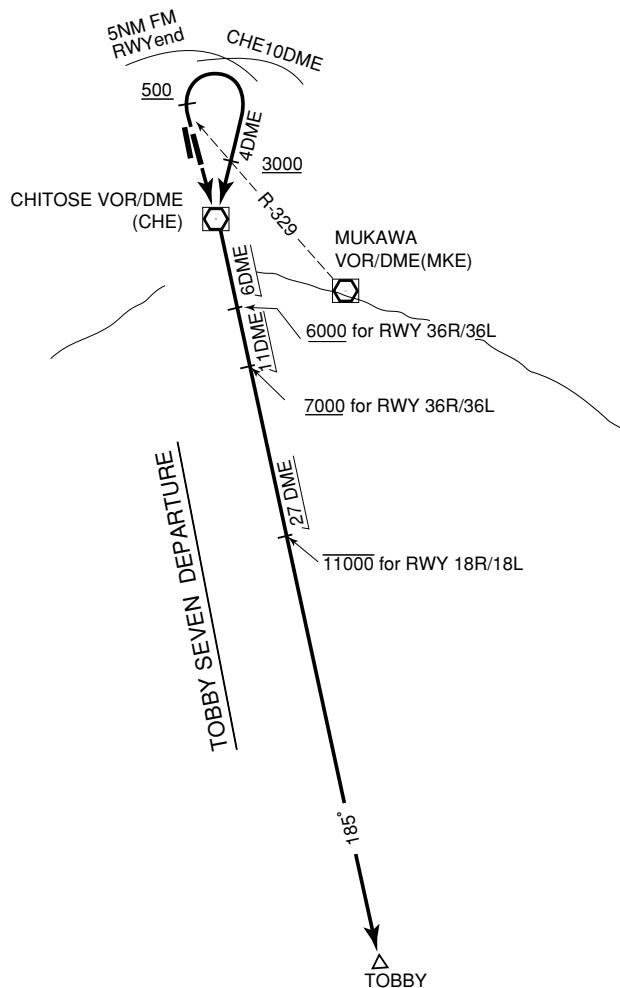 5NM FM
RWYend
CHE10DME
500
4DME
3000
CHITOSE VOR/DME
(CHE)
R-329
MUKAWA
VOR/DME(MKE)
6DME
6000 for RWY 36R/36L
11DME
7000 for RWY 36R/36L
27 DME
11000 for RWY 18R/18L
TOBBY SEVEN DEPARTURE
185°
TOBBY